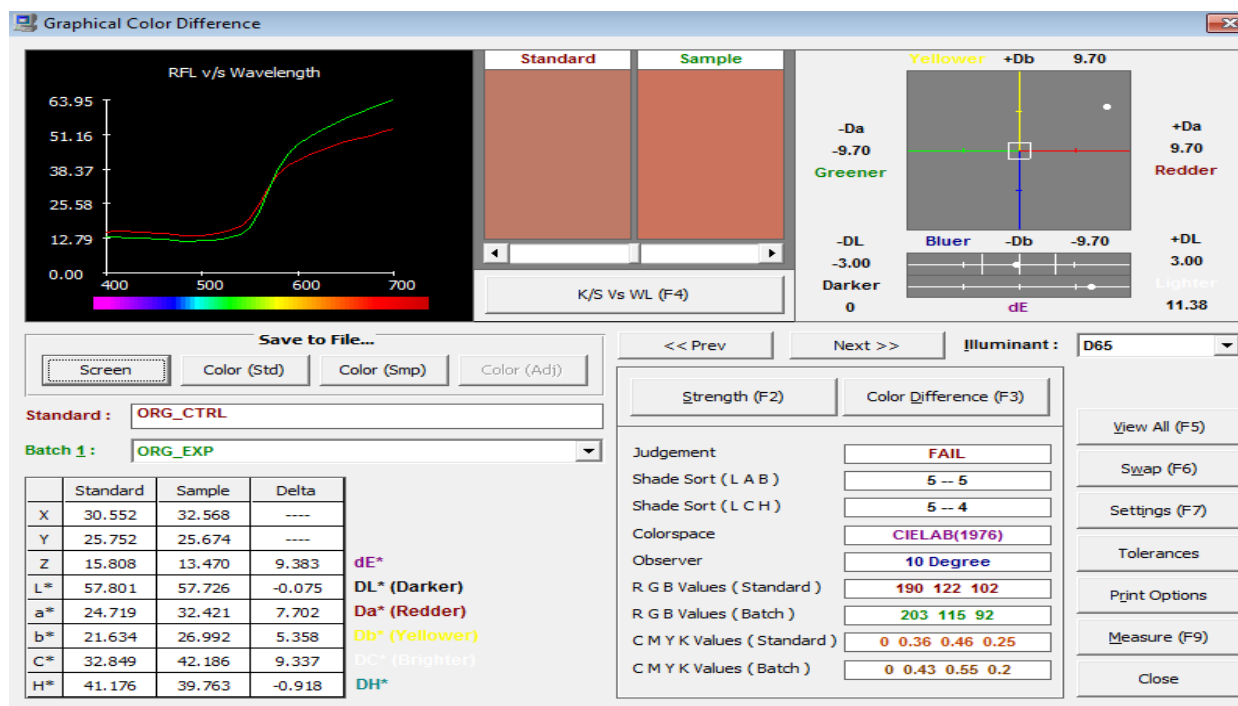 Graphical Color Difference
RFL v/s Wavelength
63.95
51.16
38.37
25.58
12.79
0.00
400 500 600 700
Standard Sample
K/S Vs WL (F4)
Yellower +Db 9.70
-Da +Da
-9.70 9.70
Greener Redder
-DL Bluer -Db -9.70 +DL
-3.00 3.00
Darker Lighter
0 dE 11.38
Save to File...
Screen Color (Std) Color (Smp) Color (Adj)
<< Prev Next >> Illuminant : D65
Standard : ORG_CTRL
Batch 1 : ORG_EXP
Standard Sample Delta
X 30.552 32.568 ----
Y 25.752 25.674 ----
Z 15.808 13.470 9.383 dE*
L* 57.801 57.726 -0.075 DL* (Darker)
a* 24.719 32.421 7.702 Da* (Redder)
b* 21.634 26.992 5.358 Db* (Yellower)
C* 32.849 42.186 9.337 DC* (Brighter)
H* 41.176 39.763 -0.918 DH*
Strength (F2) Color Difference (F3)
Judgement FAIL
Shade Sort ( L A B ) 5 -- 5
Shade Sort ( L C H ) 5 -- 4
Colorspace CIELAB(1976)
Observer 10 Degree
R G B Values ( Standard ) 190 122 102
R G B Values ( Batch ) 203 115 92
C M Y K Values ( Standard ) 0 0.36 0.46 0.25
C M Y K Values ( Batch ) 0 0.43 0.55 0.2
View All (F5)
Swap (F6)
Settings (F7)
Tolerances
Print Options
Measure (F9)
Close